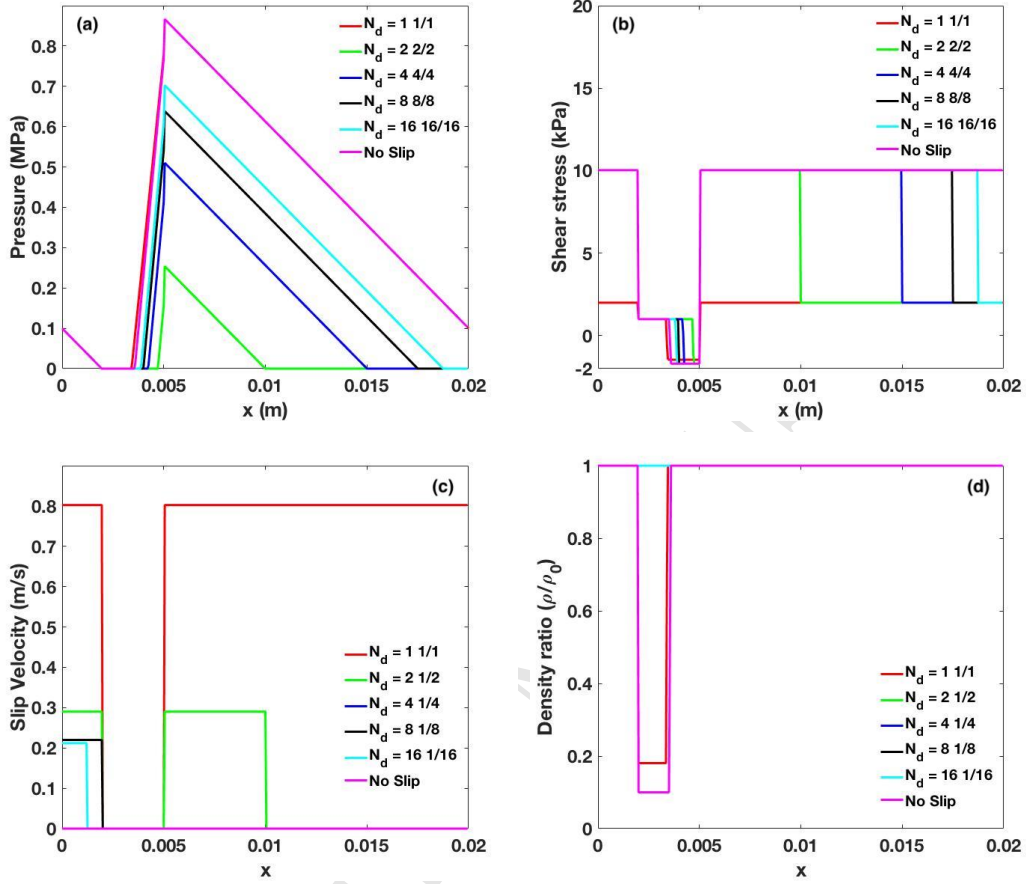 (a)
N_d = 1 1/1
N_d = 2 2/2
N_d = 4 4/4
N_d = 8 8/8
N_d = 16 16/16
No Slip
Pressure (MPa)
0.8
0.7
0.6
0.5
0.4
0.3
0.2
0.1
0
0 0.005 0.01 0.015 0.02
x (m)
(b)
N_d = 1 1/1
N_d = 2 2/2
N_d = 4 4/4
N_d = 8 8/8
N_d = 16 16/16
No Slip
Shear stress (kPa)
20
15
10
5
0
-2
0 0.005 0.01 0.015 0.02
x (m)
(c)
Slip Velocity (m/s)
0.8
0.7
0.6
0.5
0.4
0.3
0.2
0.1
0
N_d = 1 1/1
N_d = 2 1/2
N_d = 4 1/4
N_d = 8 1/8
N_d = 16 1/16
No Slip
0 0.005 0.01 0.015 0.02
x
(d)
Density ratio (ρ/ρ_0)
1
0.8
0.6
0.4
0.2
0
N_d = 1 1/1
N_d = 2 1/2
N_d = 4 1/4
N_d = 8 1/8
N_d = 16 1/16
No Slip
0 0.005 0.01 0.015 0.02
x